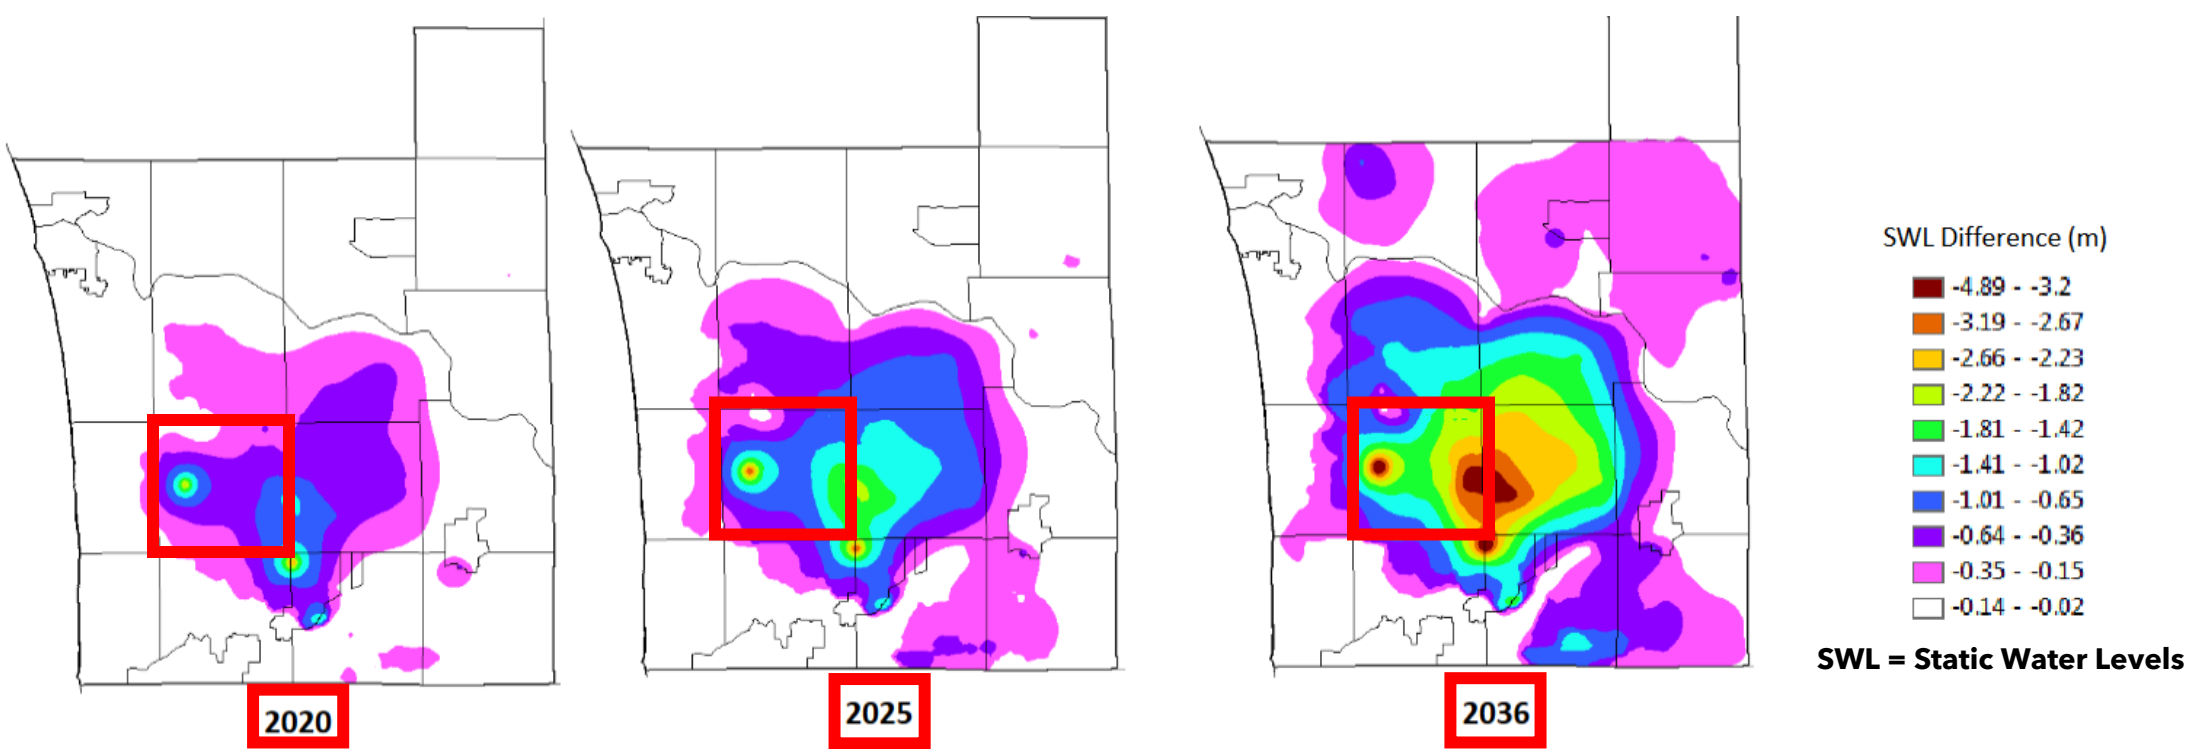 SWL Difference (m)
-4.89 - -3.2
-3.19 - -2.67
-2.66 - -2.23
-2.22 - -1.82
-1.81 - -1.42
-1.41 - -1.02
-1.01 - -0.65
-0.64 - -0.36
-0.35 - -0.15
-0.14 - -0.02
SWL = Static Water Levels
2020
2025
2036